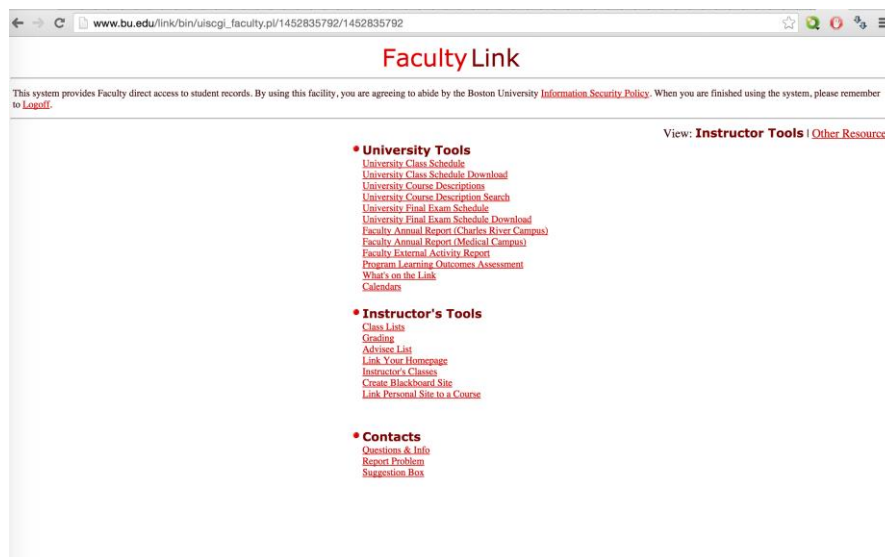 www.bu.edu/link/bin/uiscgi_faculty.pl/1452835792/1452835792
Faculty Link
This system provides Faculty direct access to student records. By using this facility, you are agreeing to abide by the Boston University Information Security Policy. When you are finished using the system, please remember
to Logoff.
View: Instructor Tools | Other Resource
University Tools
University Class Schedule
University Class Schedule Download
University Course Descriptions
University Course Description Search
University Final Exam Schedule
University Final Exam Schedule Download
Faculty Annual Report (Charles River Campus)
Faculty Annual Report (Medical Campus)
Faculty External Activity Report
Program Learning Outcomes Assessment
What's on the Link
Calendars
Instructor's Tools
Class Lists
Grading
Advisee List
Link Your Homepage
Instructor's Classes
Create Blackboard Site
Link Personal Site to a Course
Contacts
Questions & Info
Report Problem
Suggestion Box